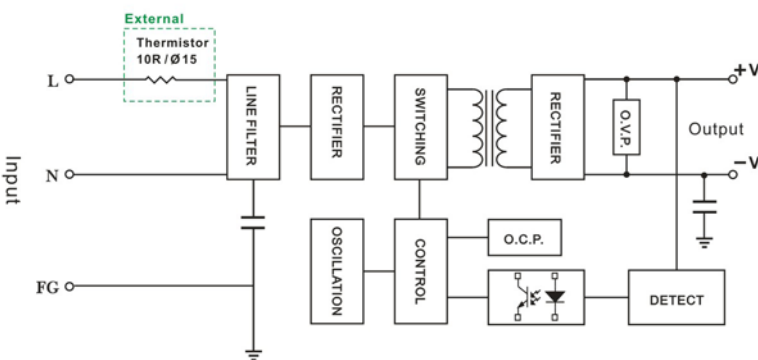 External
Thermistor
10R/Ø15
L
N
FG
Input
LINE FILTER
RECTIFIER
SWITCHING
RECTIFIER
O.V.P.
+V
Output
-V
OSCILLATION
CONTROL
O.C.P.
DETECT